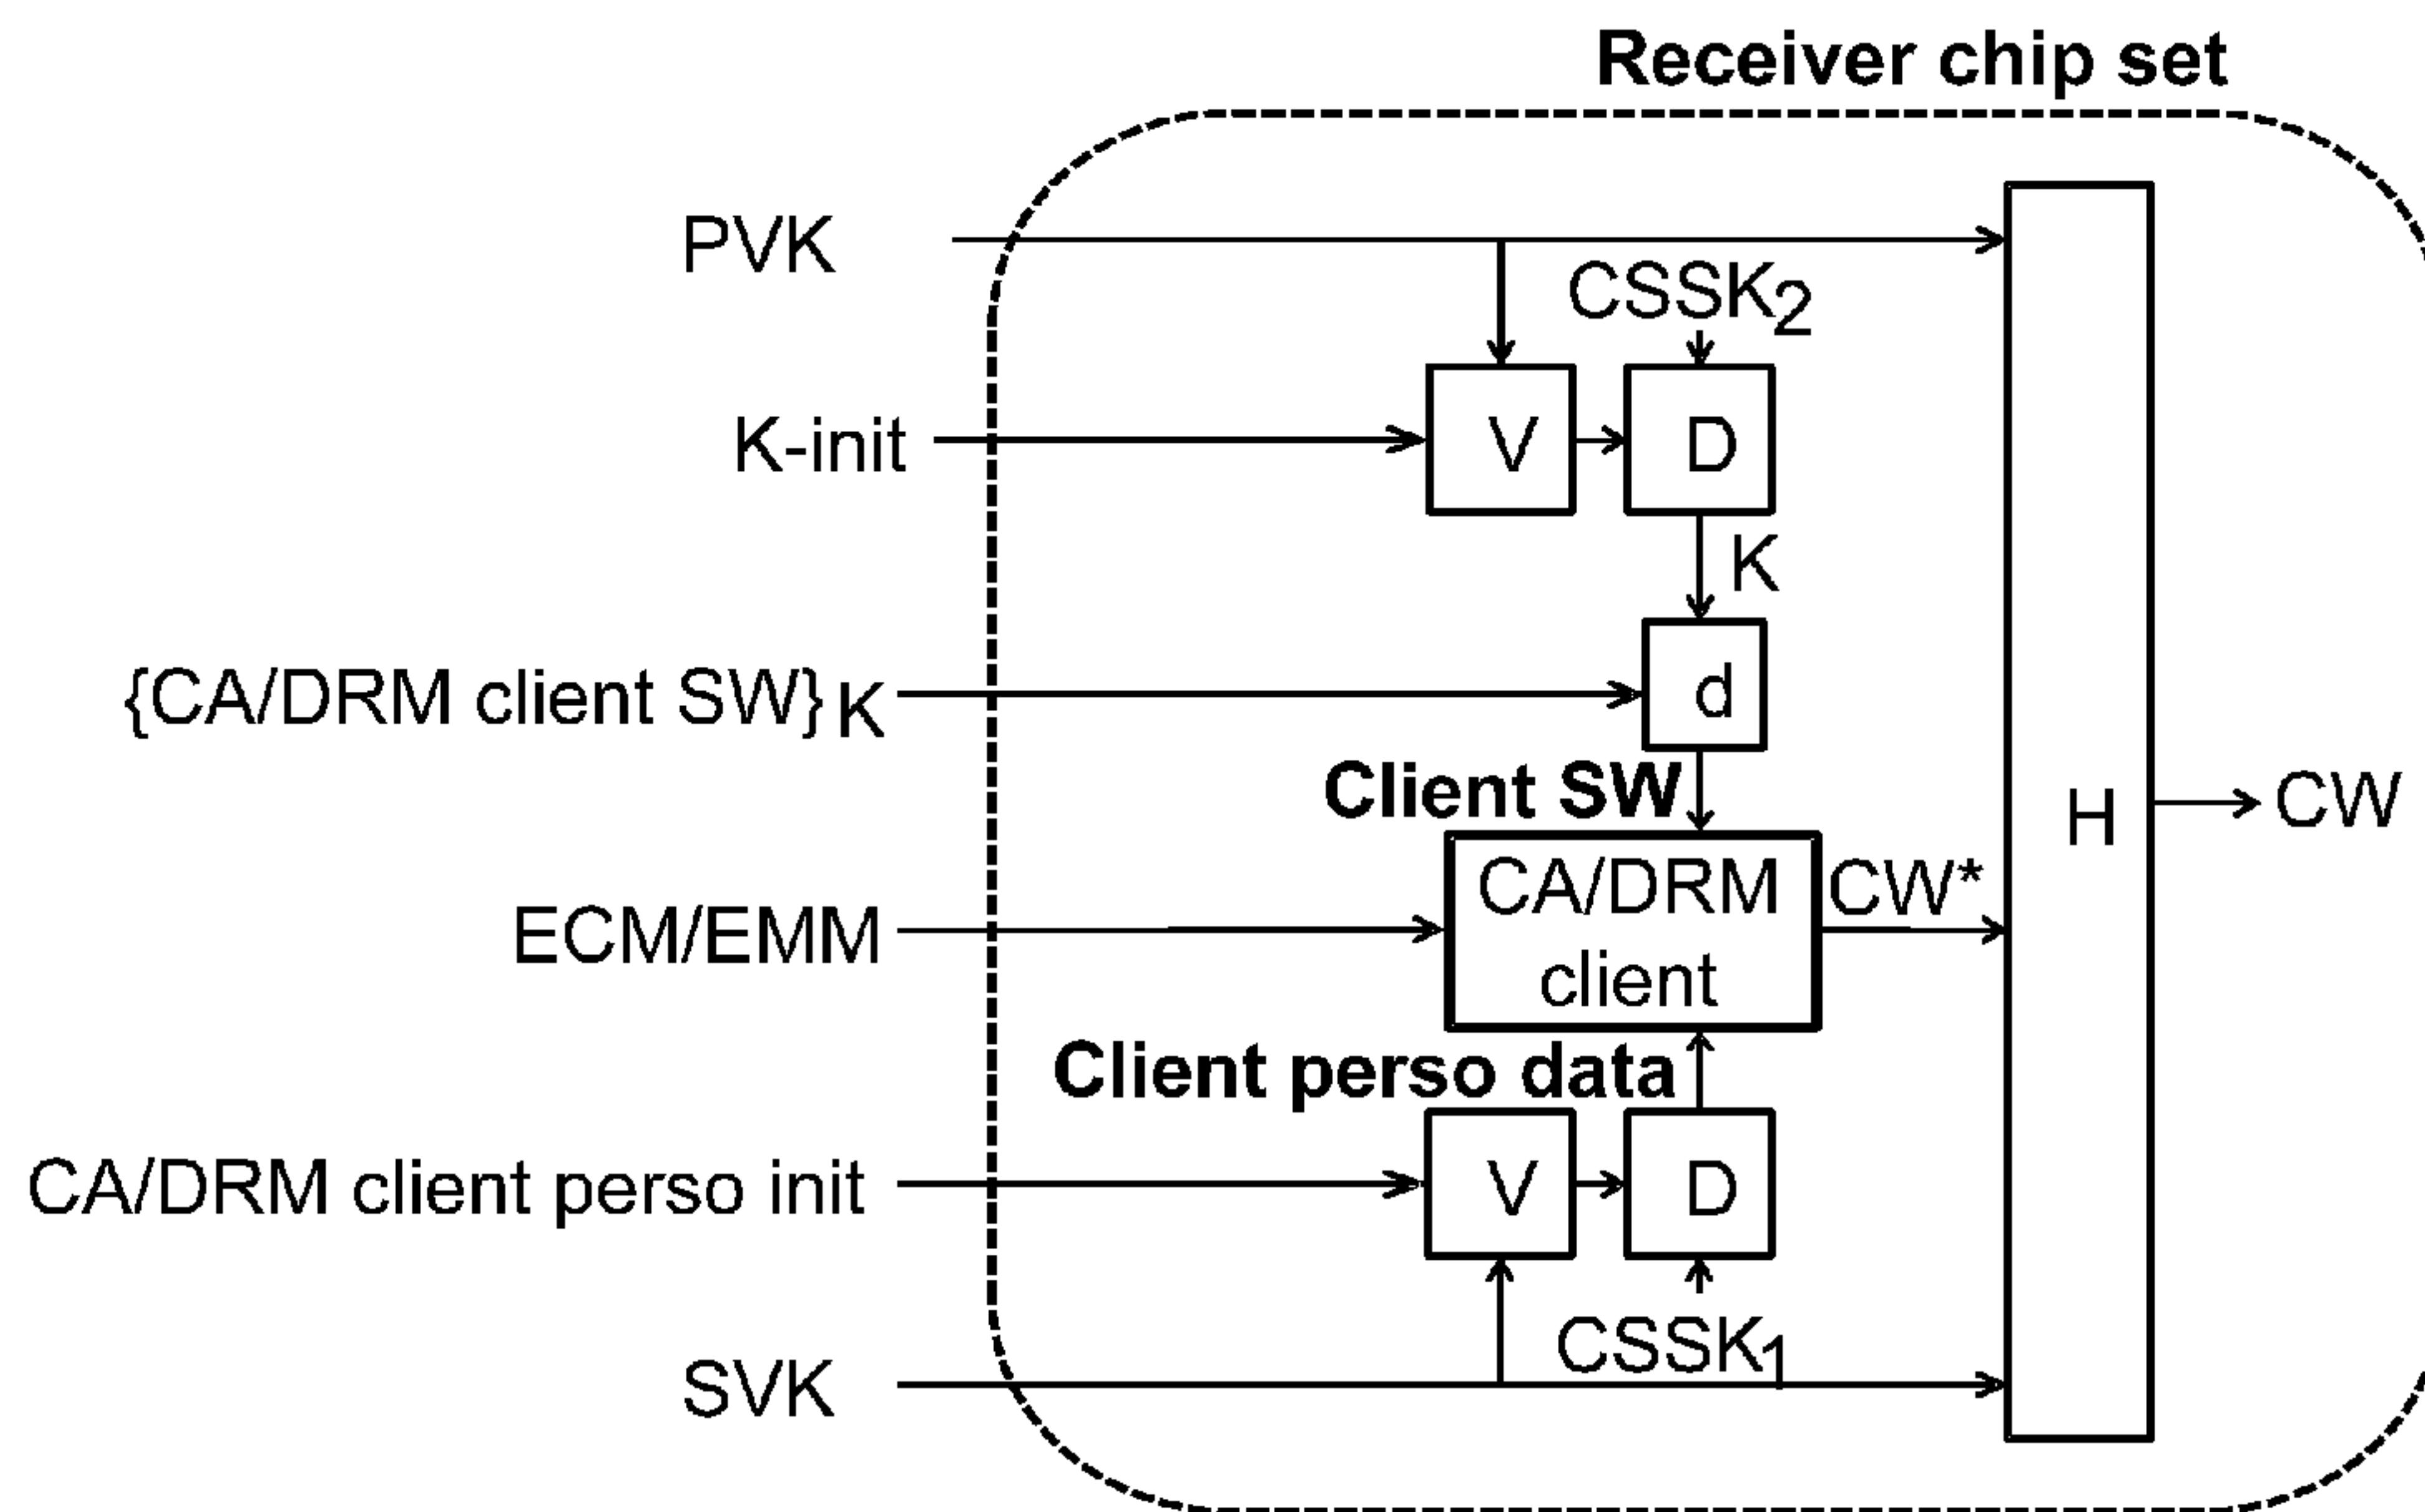 Receiver chip set
PVK
CSSK2
K-init
V
D
K
{CA/DRM client SW}K
d
Client SW
H
CW
ECM/EMM
CA/DRM
client
CW*
Client perso data
CA/DRM client perso init
V
D
CSSK1
SVK